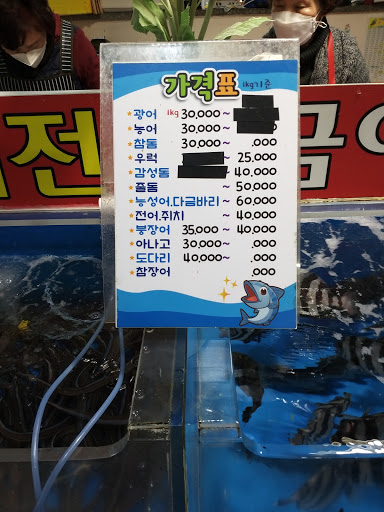 가격표 1kg기준
광어 1kg 30,000~
농어 30,000~
참돔 30,000~ .000
우럭 ~ 25.000
감성돔 ~ 40.000
줄돔 ~ 50.000
능성어.다금바리 ~ 60.000
전어.쥐치 ~ 40.000
붕장어 35,000~ 40.000
아나고 30,000~ .000
도다리 40,000~ .000
참장어 .000
전
금